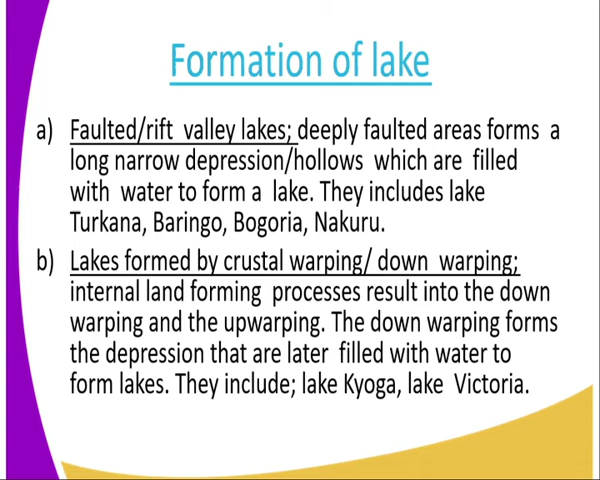 Formation of lake
a) Faulted/rift valley lakes; deeply faulted areas forms a
long narrow depression/hollows which are filled
with water to form a lake. They includes lake
Turkana, Baringo, Bogoria, Nakuru.
b) Lakes formed by crustal warping/ down warping;
internal land forming processes result into the down
warping and the upwarping. The down warping forms
the depression that are later filled with water to
form lakes. They include; lake Kyoga, lake Victoria.